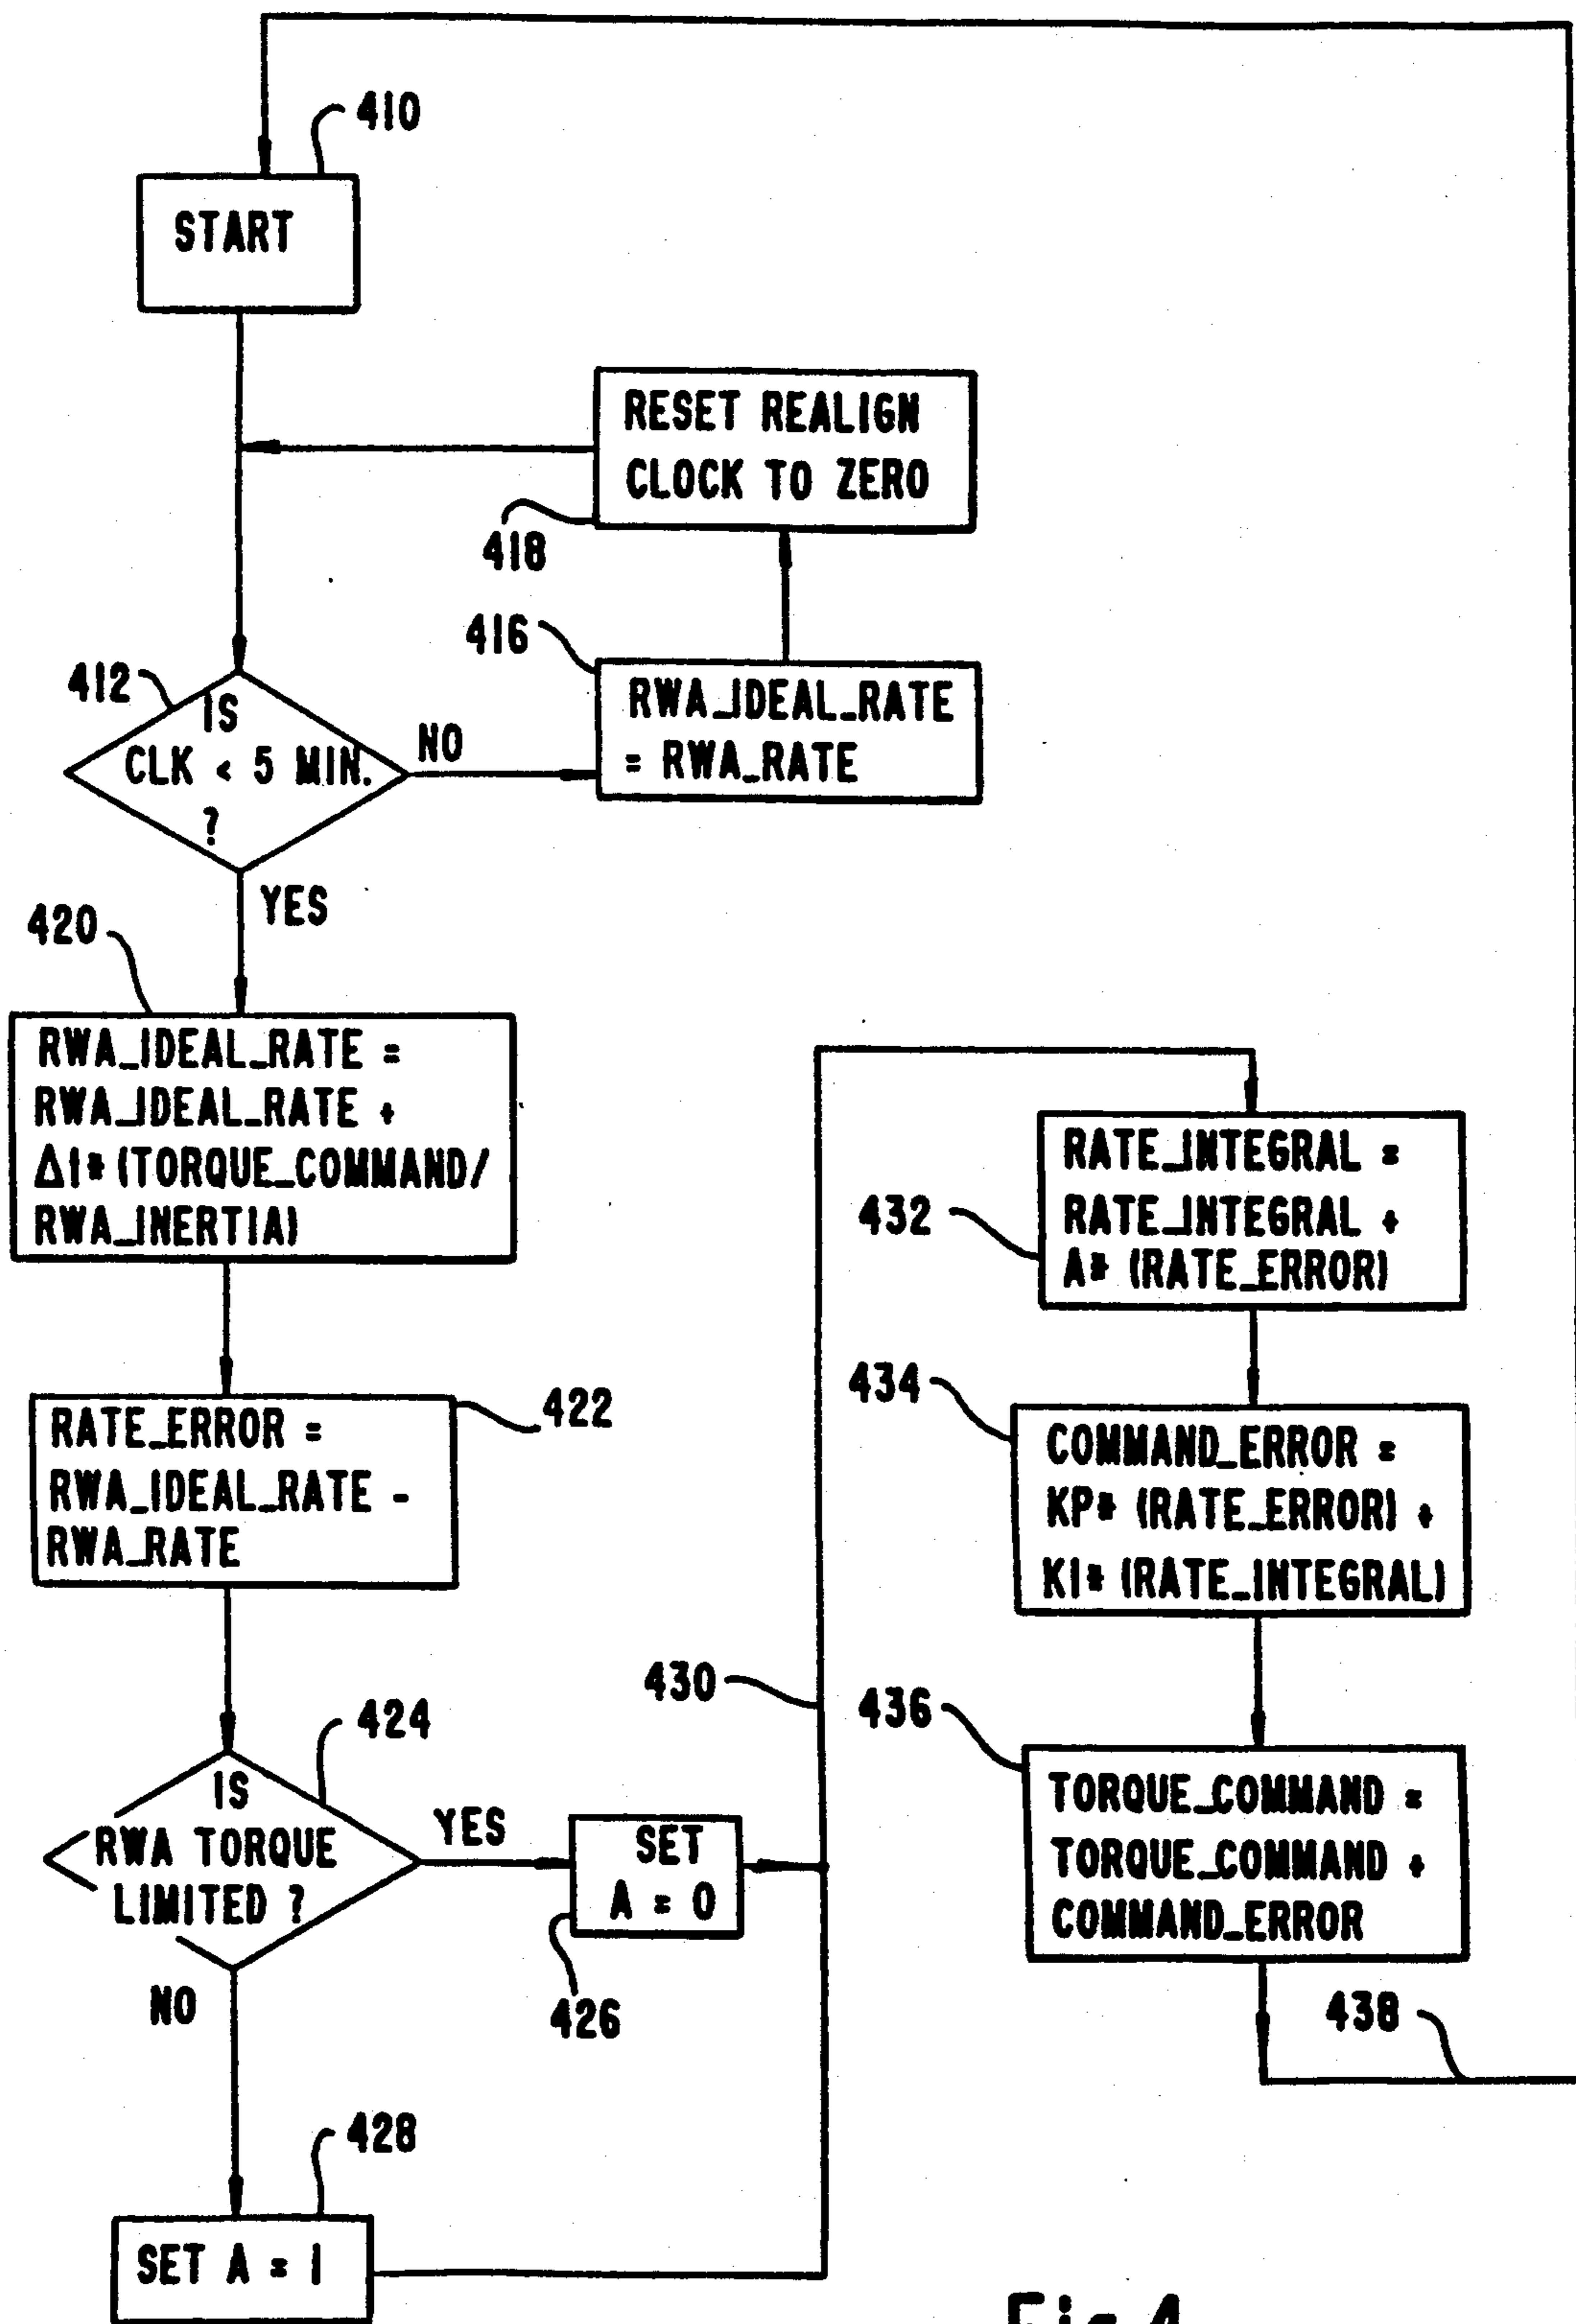 410
START
RESET REALIGN
CLOCK TO ZERO
418
416
RWA_IDEAL_RATE
= RWA_RATE
412
IS
CLK < 5 MIN.
?
NO
YES
420
RWA_IDEAL_RATE =
RWA_IDEAL_RATE +
Δt* (TORQUE_COMMAND/
RWA_INERTIA)
422
RATE_ERROR =
RWA_IDEAL_RATE -
RWA_RATE
424
IS
RWA TORQUE
LIMITED ?
YES
NO
SET
A = 0
426
428
SET A = 1
430
432
RATE_INTEGRAL =
RATE_INTEGRAL +
A* (RATE_ERROR)
434
COMMAND_ERROR =
KP* (RATE_ERROR) +
KI* (RATE_INTEGRAL)
436
TORQUE_COMMAND =
TORQUE_COMMAND +
COMMAND_ERROR
438
Fig.4